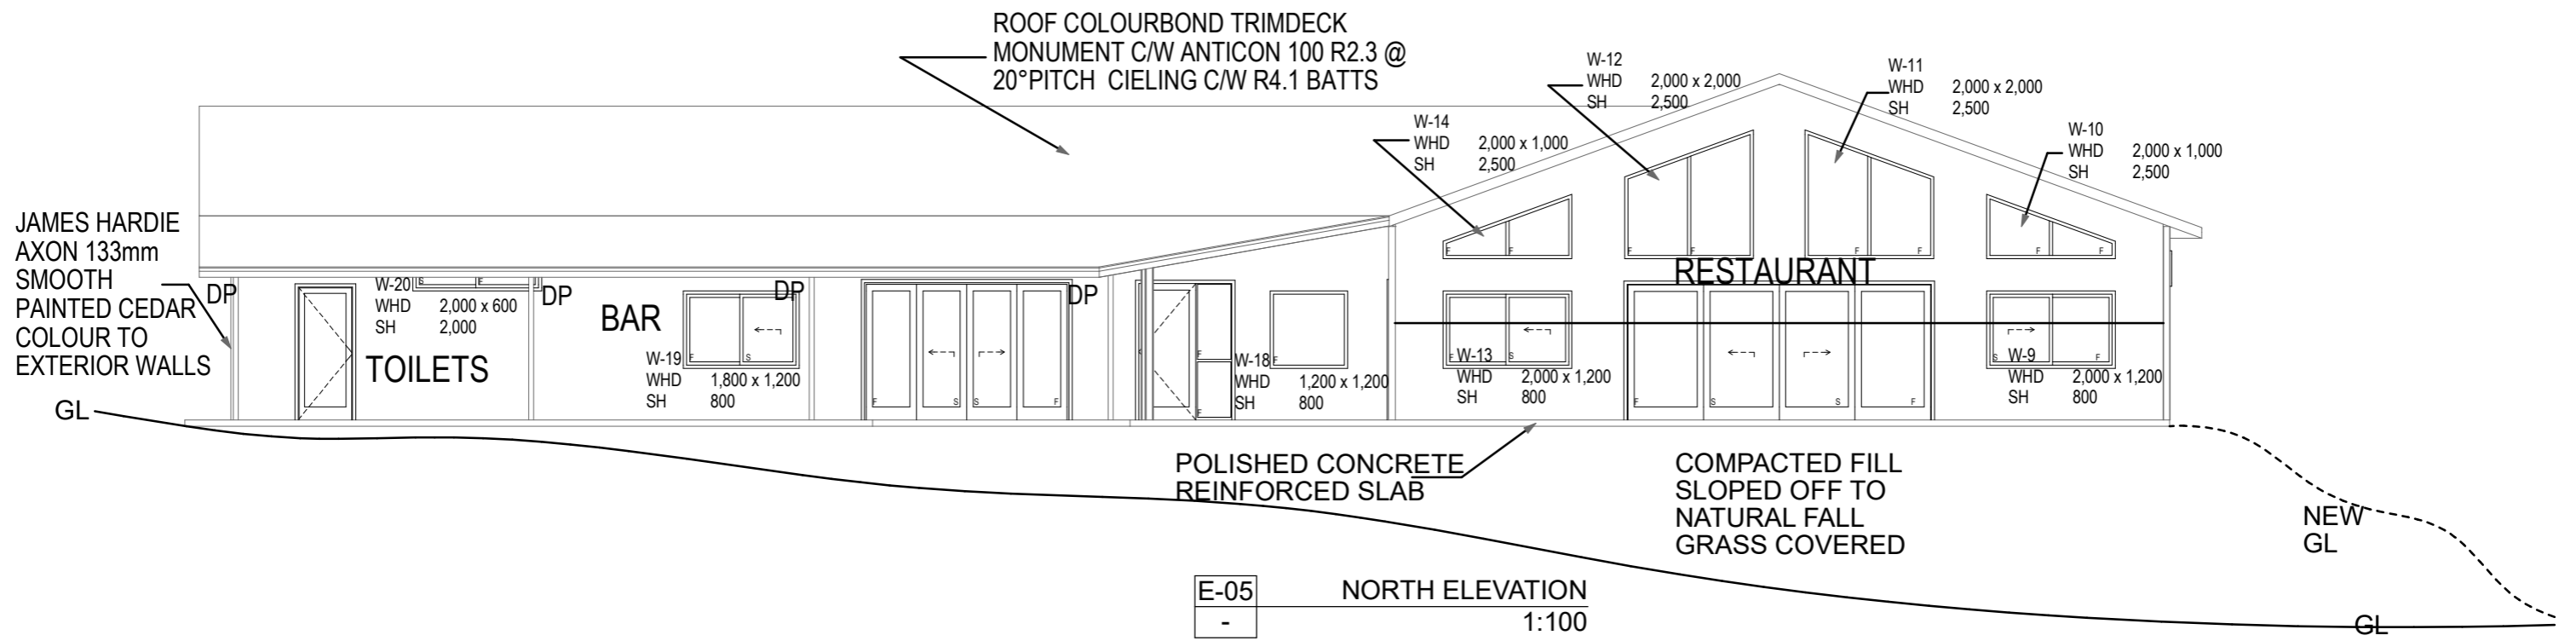 ROOF COLOURBOND TRIMDECK
MONUMENT C/W ANTICON 100 R2.3 @
20°PITCH CIELING C/W R4.1 BATTS
W-12
WHD 2,000 x 2,000
SH 2,500
W-11
WHD 2,000 x 2,000
SH 2,500
W-14
WHD 2,000 x 1,000
SH 2,500
W-10
WHD 2,000 x 1,000
SH 2,500
JAMES HARDIE
AXON 133mm
SMOOTH
PAINTED CEDAR
COLOUR TO
EXTERIOR WALLS
DP
W-20
WHD 2,000 x 600
SH 2,000
S F
DP
BAR
DP
DP
RESTAURANT
F F
F F
F F
F F
TOILETS
W-19
WHD 1,800 x 1,200
SH 800
F S
F S S F
F
F
W-18
WHD 1,200 x 1,200
SH 800
F
F S
W-13
WHD 2,000 x 1,200
SH 800
F S S F
S F
W-9
WHD 2,000 x 1,200
SH 800
GL
POLISHED CONCRETE
REINFORCED SLAB
COMPACTED FILL
SLOPED OFF TO
NATURAL FALL
GRASS COVERED
NEW
GL
GL
E-05 NORTH ELEVATION
- 1:100